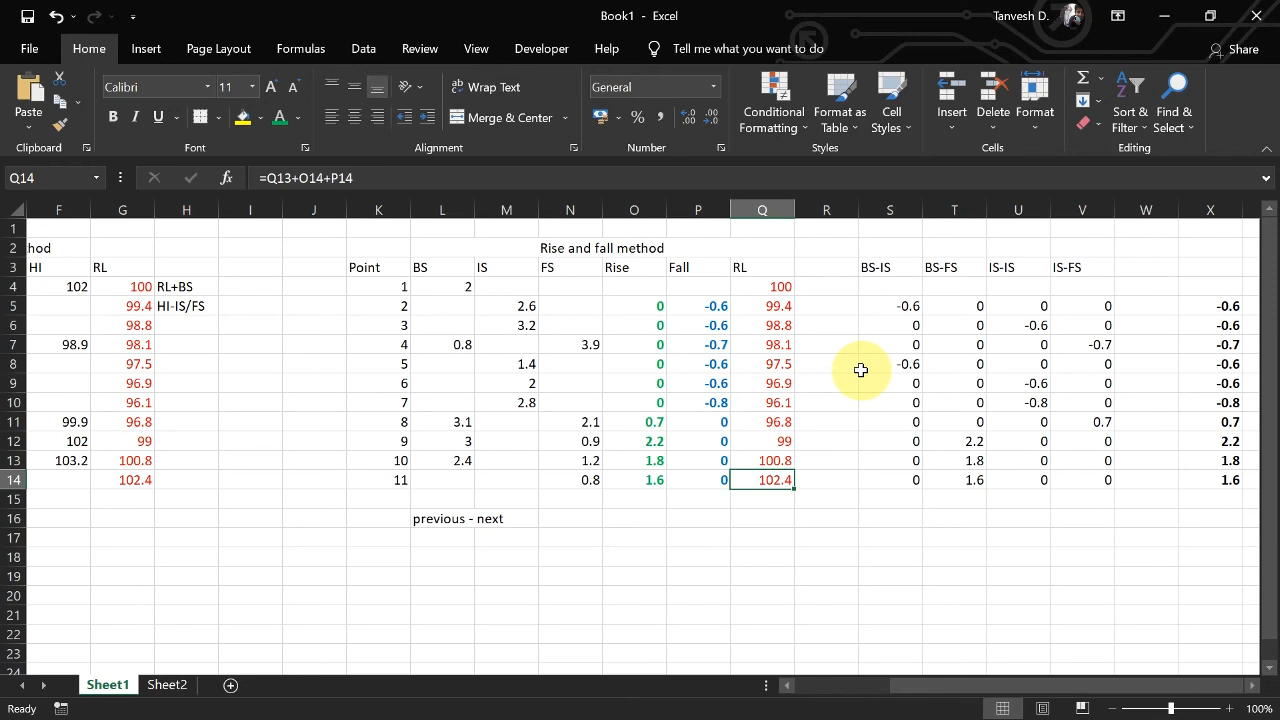 Book1 - Excel
Tanvesh D.
File Home Insert Page Layout Formulas Data Review View Developer Help Tell me what you want to do Share
Calibri 11 Wrap Text General
Paste B I U A Merge & Center % , Conditional Formatting Format as Table Cell Styles Insert Delete Format Sort & Filter Find & Select
Clipboard Font Alignment Number Styles Cells Editing
Q14 fx =Q13+O14+P14
F G H I J K L M N O P Q R S T U V W X
1
2 hod Rise and fall method
3 HI RL Point BS IS FS Rise Fall RL BS-IS BS-FS IS-IS IS-FS
4 102 100 RL+BS 1 2 100
5 99.4 HI-IS/FS 2 2.6 0 -0.6 99.4 -0.6 0 0 0 -0.6
6 98.8 3 3.2 0 -0.6 98.8 0 0 -0.6 0 -0.6
7 98.9 98.1 4 0.8 3.9 0 -0.7 98.1 0 0 0 -0.7 -0.7
8 97.5 5 1.4 0 -0.6 97.5 -0.6 0 0 0 -0.6
9 96.9 6 2 0 -0.6 96.9 0 0 -0.6 0 -0.6
10 96.1 7 2.8 0 -0.8 96.1 0 0 -0.8 0 -0.8
11 99.9 96.8 8 3.1 2.1 0.7 0 96.8 0 0 0 0.7 0.7
12 102 99 9 3 0.9 2.2 0 99 0 2.2 0 0 2.2
13 103.2 100.8 10 2.4 1.2 1.8 0 100.8 0 1.8 0 0 1.8
14 102.4 11 0.8 1.6 0 102.4 0 1.6 0 0 1.6
15
16 previous - next
17
18
19
20
21
22
23
24
Sheet1 Sheet2
Ready 100%